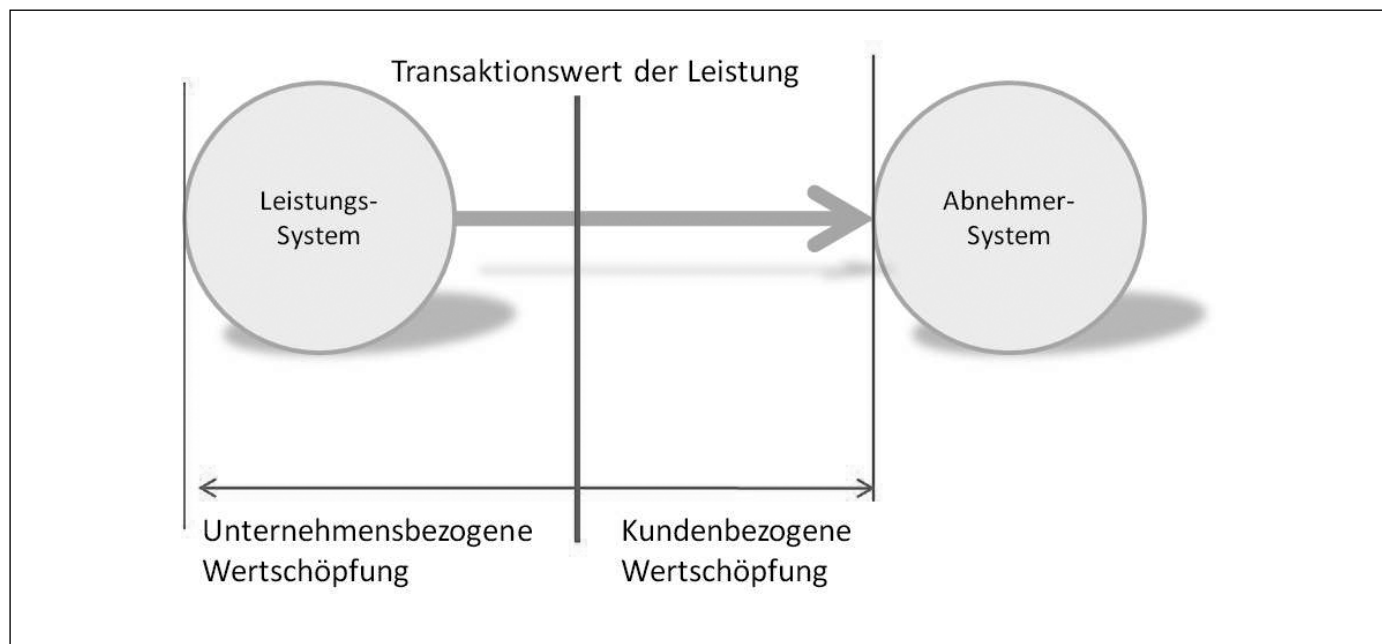 Transaktionswert der Leistung
Leistungs-
System
Abnehmer-
System
Unternehmensbezogene
Wertschöpfung
Kundenbezogene
Wertschöpfung